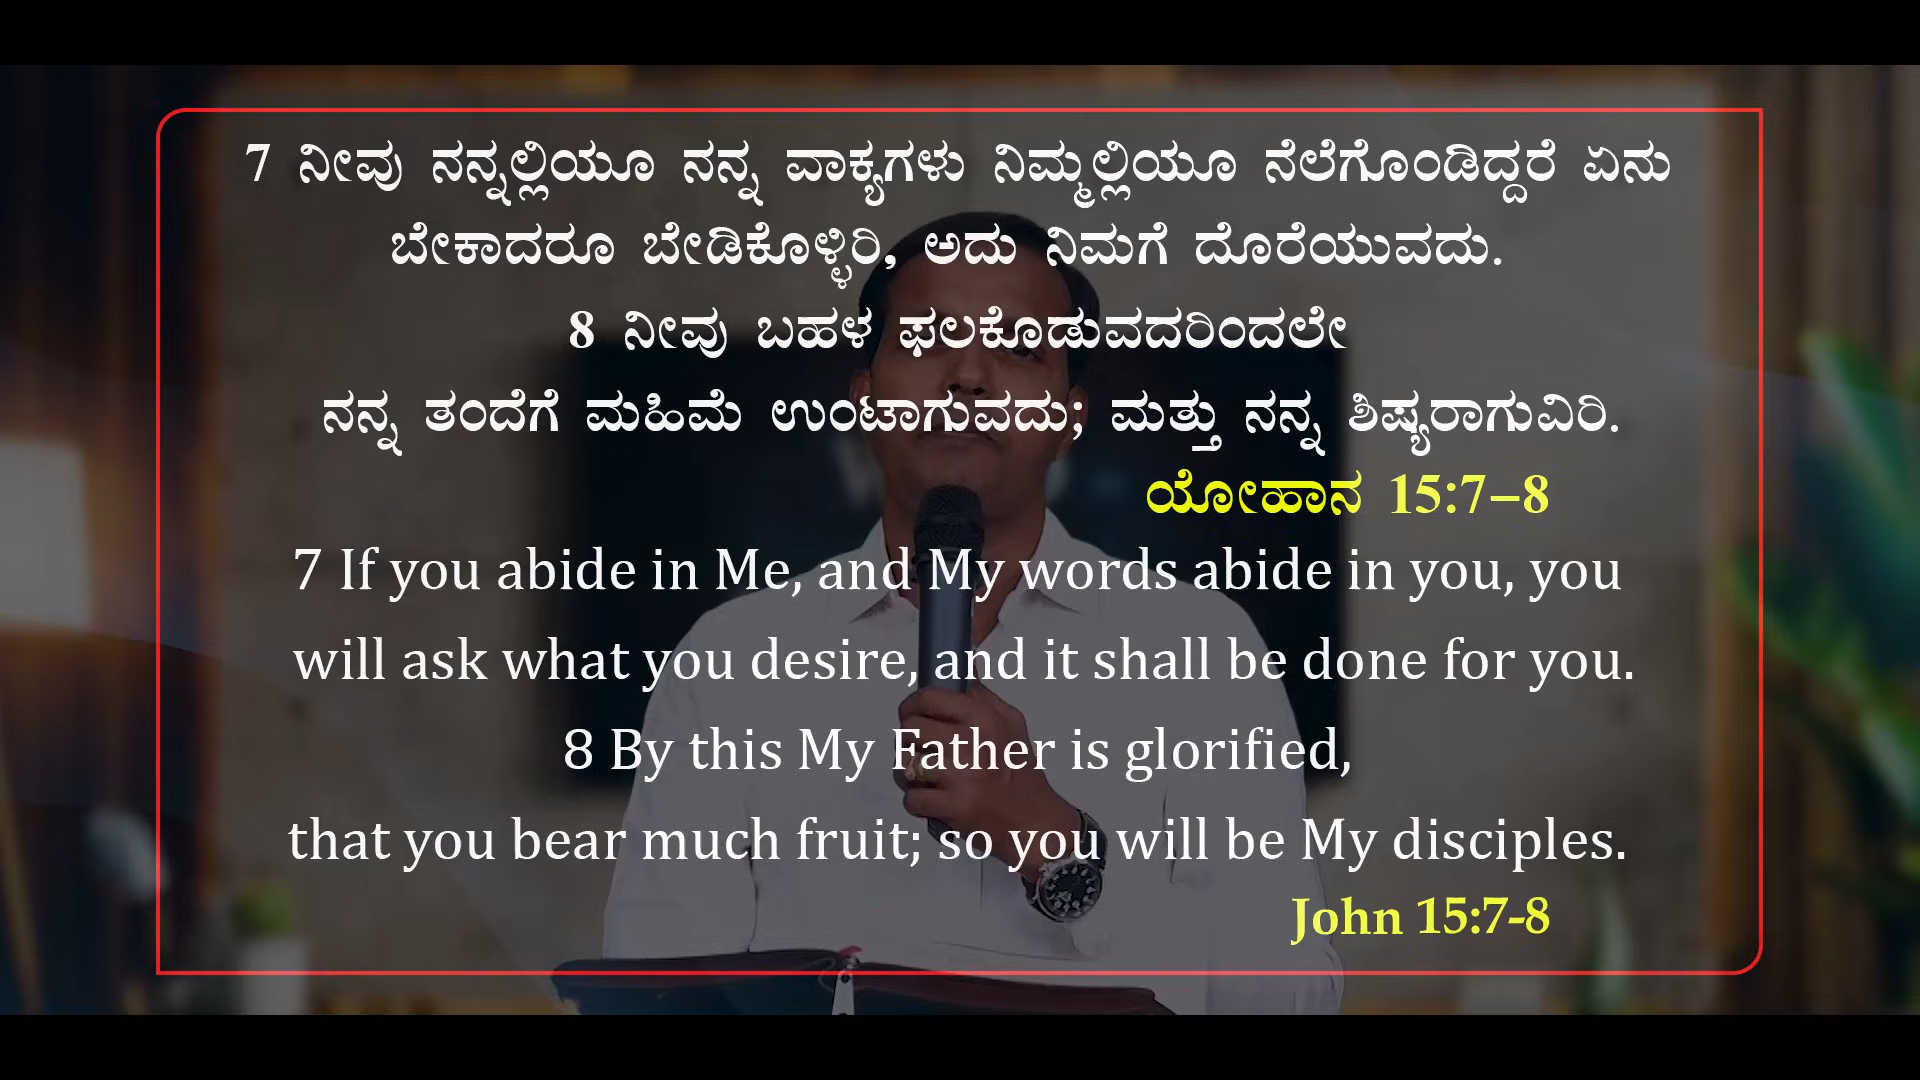 7 ನೀವು ನನ್ನಲ್ಲಿಯೂ ನನ್ನ ವಾಕ್ಯಗಳು ನಿಮ್ಮಲ್ಲಿಯೂ ನೆಲೆಗೊಂಡಿದ್ದರೆ ಏನು
ಬೇಕಾದರೂ ಬೇಡಿಕೊಳ್ಳಿರಿ, ಅದು ನಿಮಗೆ ದೊರೆಯುವದು.
8 ನೀವು ಬಹಳ ಫಲಕೊಡುವದರಿಂದಲೇ
ನನ್ನ ತಂದೆಗೆ ಮಹಿಮೆ ಉಂಟಾಗುವದು; ಮತ್ತು ನನ್ನ ಶಿಷ್ಯರಾಗುವಿರಿ.
ಯೋಹಾನ 15:7–8
7 If you abide in Me, and My words abide in you, you
will ask what you desire, and it shall be done for you.
8 By this My Father is glorified,
that you bear much fruit; so you will be My disciples.
John 15:7-8